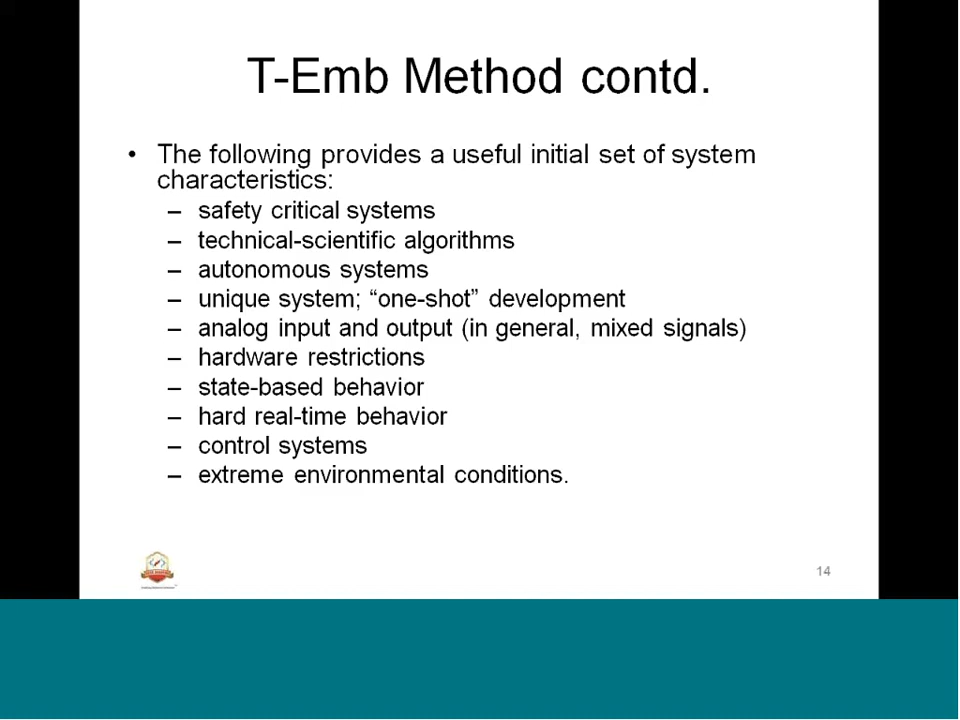 T-Emb Method contd.
• The following provides a useful initial set of system
characteristics:
– safety critical systems
– technical-scientific algorithms
– autonomous systems
– unique system; “one-shot” development
– analog input and output (in general, mixed signals)
– hardware restrictions
– state-based behavior
– hard real-time behavior
– control systems
– extreme environmental conditions.
14